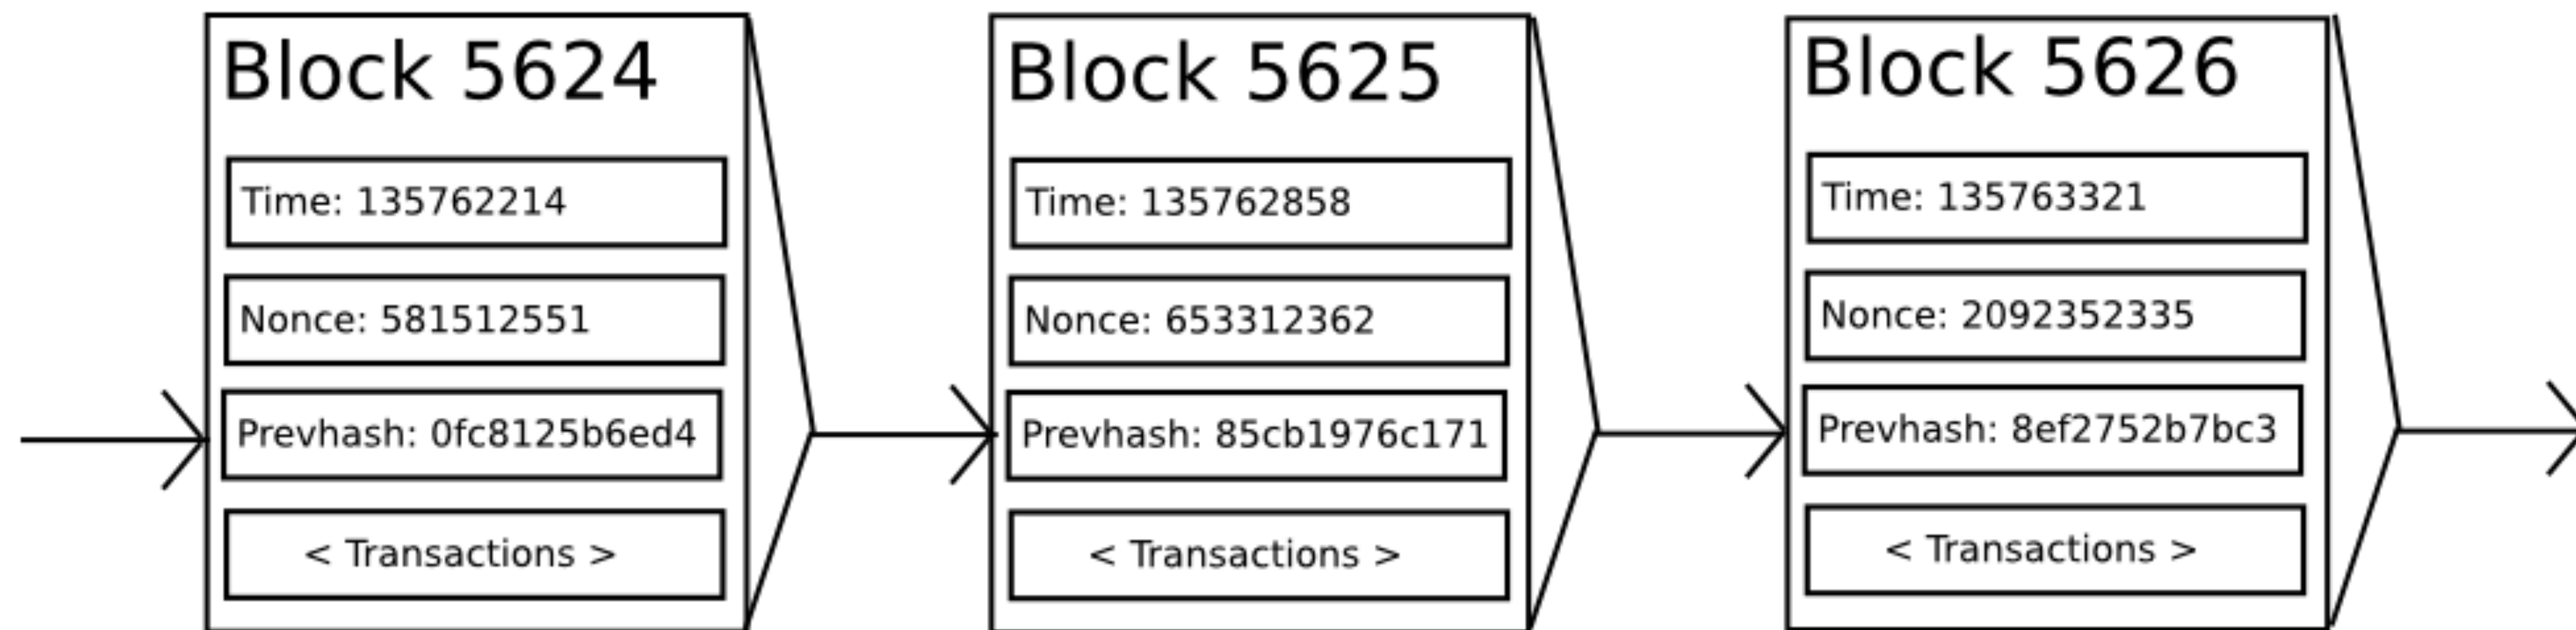 Block 5624
Time: 135762214
Nonce: 581512551
Prevhash: 0fc8125b6ed4
< Transactions >
Block 5625
Time: 135762858
Nonce: 653312362
Prevhash: 85cb1976c171
< Transactions >
Block 5626
Time: 135763321
Nonce: 2092352335
Prevhash: 8ef2752b7bc3
< Transactions >